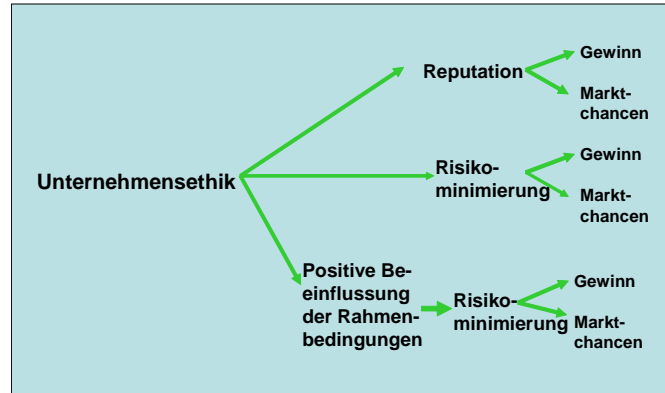 Reputation
Gewinn
Markt-
chancen
Unternehmensethik
Risiko-
minimierung
Gewinn
Markt-
chancen
Positive Be-
einflussung
der Rahmen-
bedingungen
Risiko-
minimierung
Gewinn
Markt-
chancen